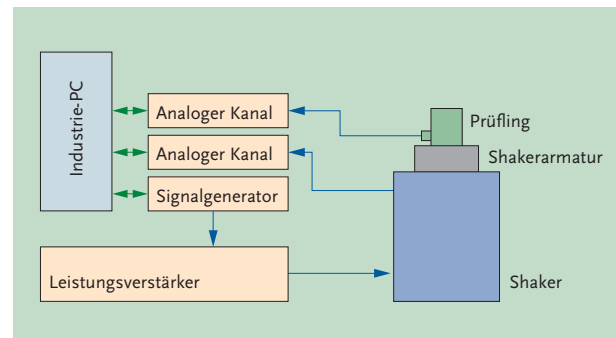 Industrie-PC
Analoger Kanal
Analoger Kanal
Signalgenerator
Leistungsverstärker
Prüfling
Shakerarmatur
Shaker